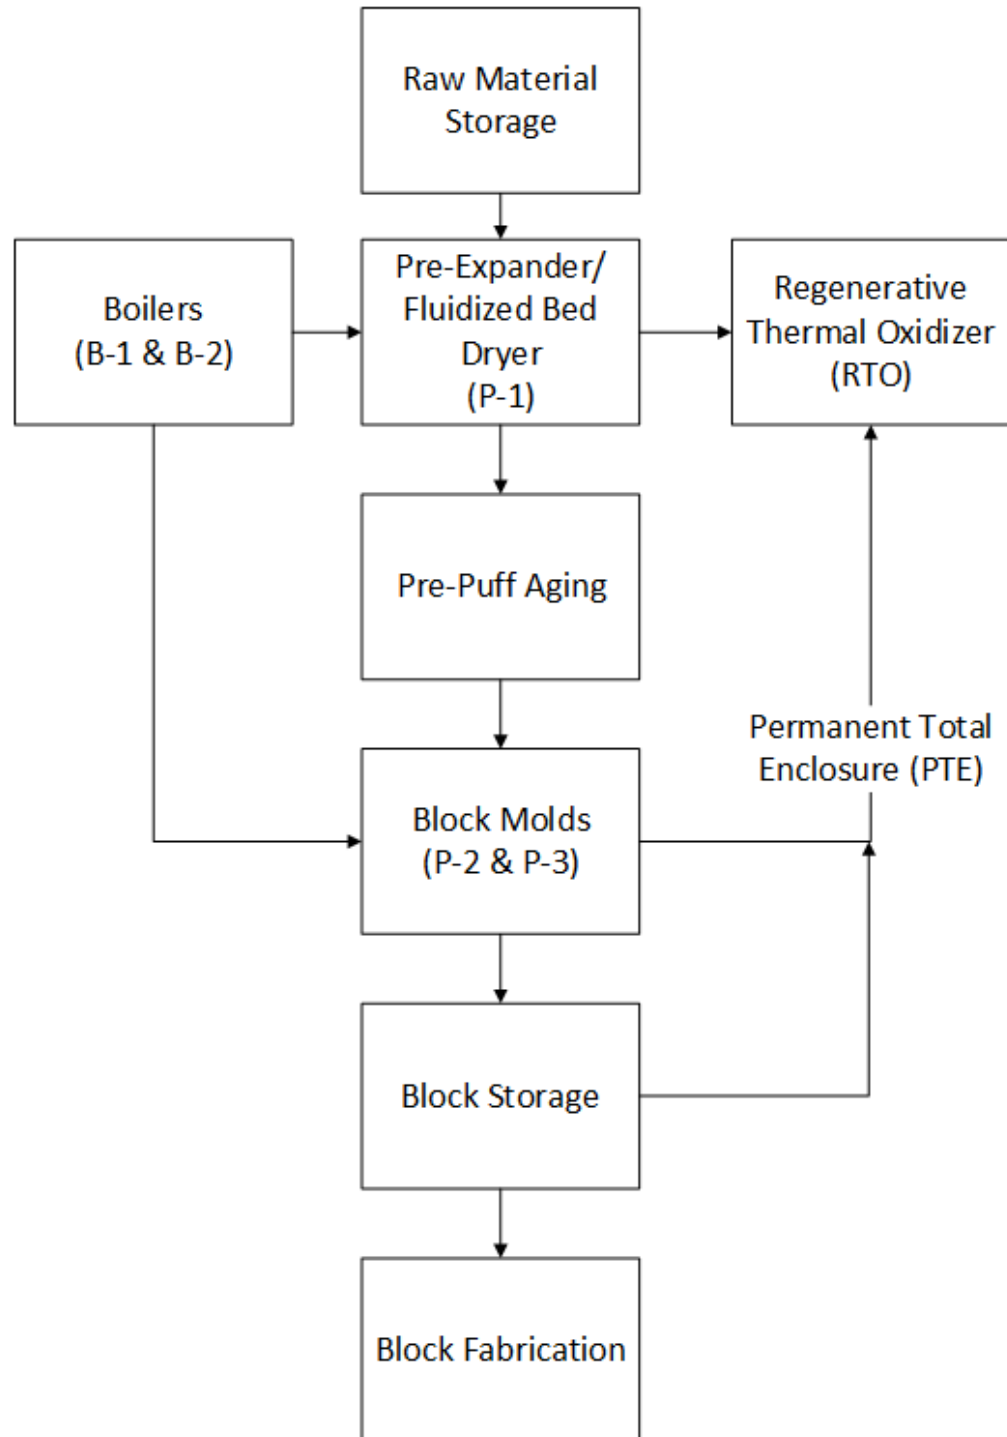 Raw Material
Storage
Boilers
(B-1 & B-2)
Pre-Expander/
Fluidized Bed
Dryer
(P-1)
Regenerative
Thermal Oxidizer
(RTO)
Pre-Puff Aging
Permanent Total
Enclosure (PTE)
Block Molds
(P-2 & P-3)
Block Storage
Block Fabrication